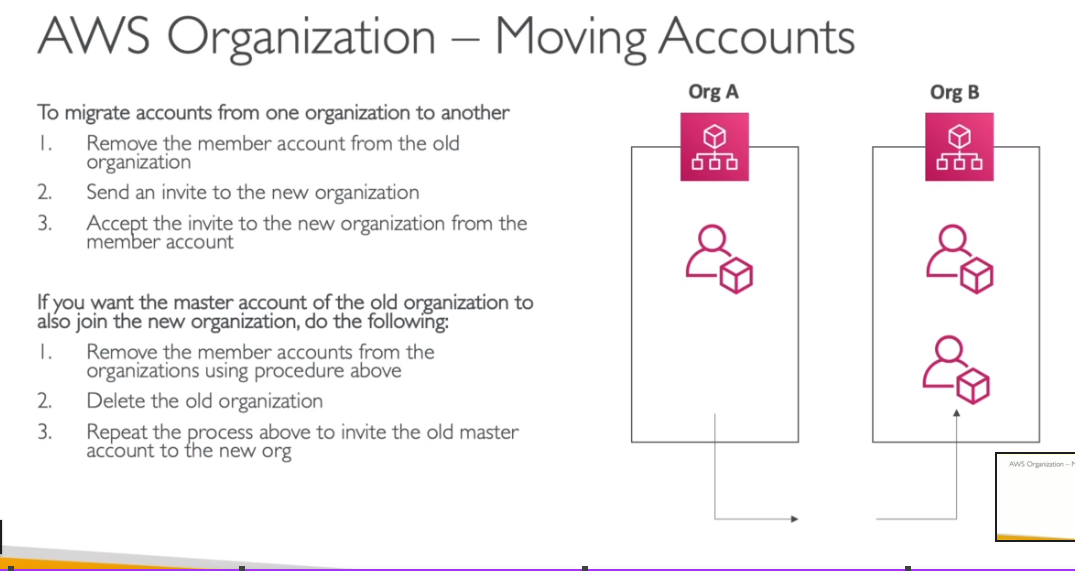 AWS Organization – Moving Accounts
To migrate accounts from one organization to another
1. Remove the member account from the old
organization
2. Send an invite to the new organization
3. Accept the invite to the new organization from the
member account
If you want the master account of the old organization to
also join the new organization, do the following:
1. Remove the member accounts from the
organizations using procedure above
2. Delete the old organization
3. Repeat the process above to invite the old master
account to the new org
Org A
Org B
AWS Organization – M